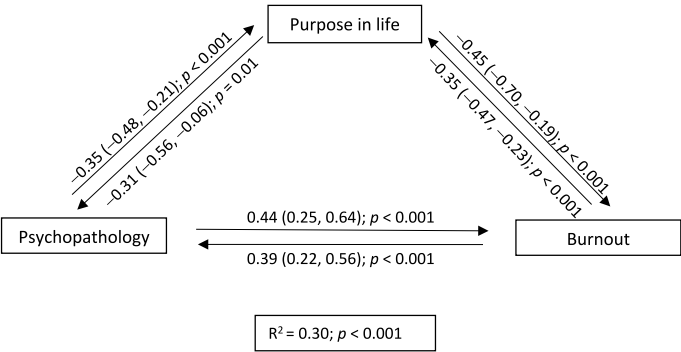 Purpose in life
−0.35 (−0.48, −0.21); p < 0.001
−0.31 (−0.56, −0.06); p = 0.01
−0.45 (−0.70, −0.19); p < 0.001
−0.35 (−0.47, −0.23); p < 0.001
Psychopathology
0.44 (0.25, 0.64); p < 0.001
0.39 (0.22, 0.56); p < 0.001
Burnout
R² = 0.30; p < 0.001